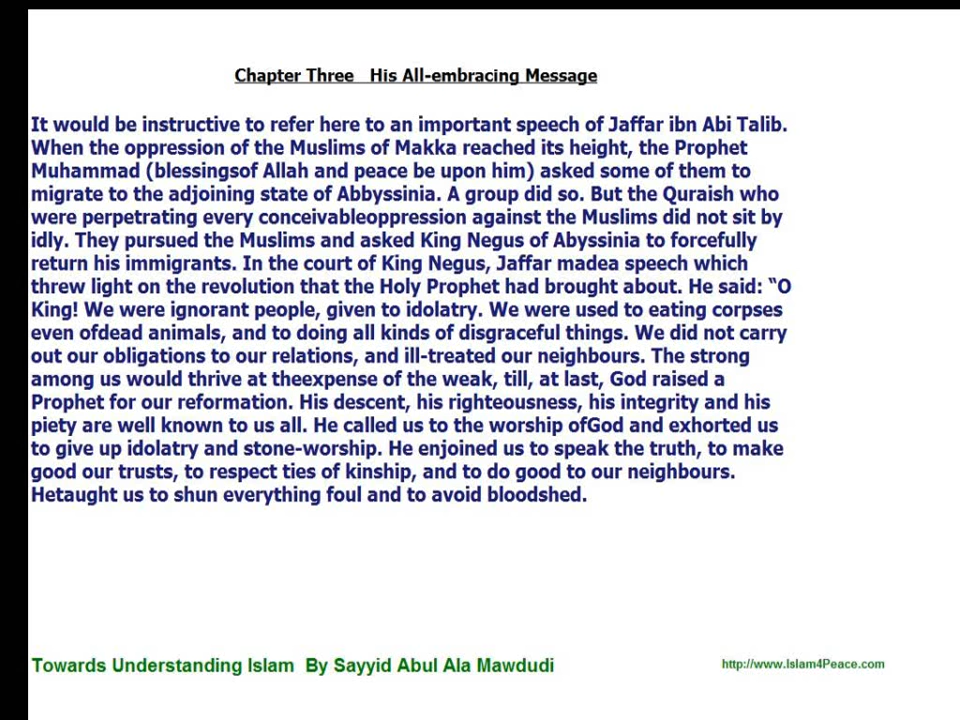 Chapter Three   His All-embracing Message
It would be instructive to refer here to an important speech of Jaffar ibn Abi Talib.
When the oppression of the Muslims of Makka reached its height, the Prophet
Muhammad (blessingsof Allah and peace be upon him) asked some of them to
migrate to the adjoining state of Abbyssinia. A group did so. But the Quraish who
were perpetrating every conceivableoppression against the Muslims did not sit by
idly. They pursued the Muslims and asked King Negus of Abyssinia to forcefully
return his immigrants. In the court of King Negus, Jaffar madea speech which
threw light on the revolution that the Holy Prophet had brought about. He said: “O
King! We were ignorant people, given to idolatry. We were used to eating corpses
even ofdead animals, and to doing all kinds of disgraceful things. We did not carry
out our obligations to our relations, and ill-treated our neighbours. The strong
among us would thrive at theexpense of the weak, till, at last, God raised a
Prophet for our reformation. His descent, his righteousness, his integrity and his
piety are well known to us all. He called us to the worship ofGod and exhorted us
to give up idolatry and stone-worship. He enjoined us to speak the truth, to make
good our trusts, to respect ties of kinship, and to do good to our neighbours.
Hetaught us to shun everything foul and to avoid bloodshed.
Towards Understanding Islam  By Sayyid Abul Ala Mawdudi
http://www.Islam4Peace.com